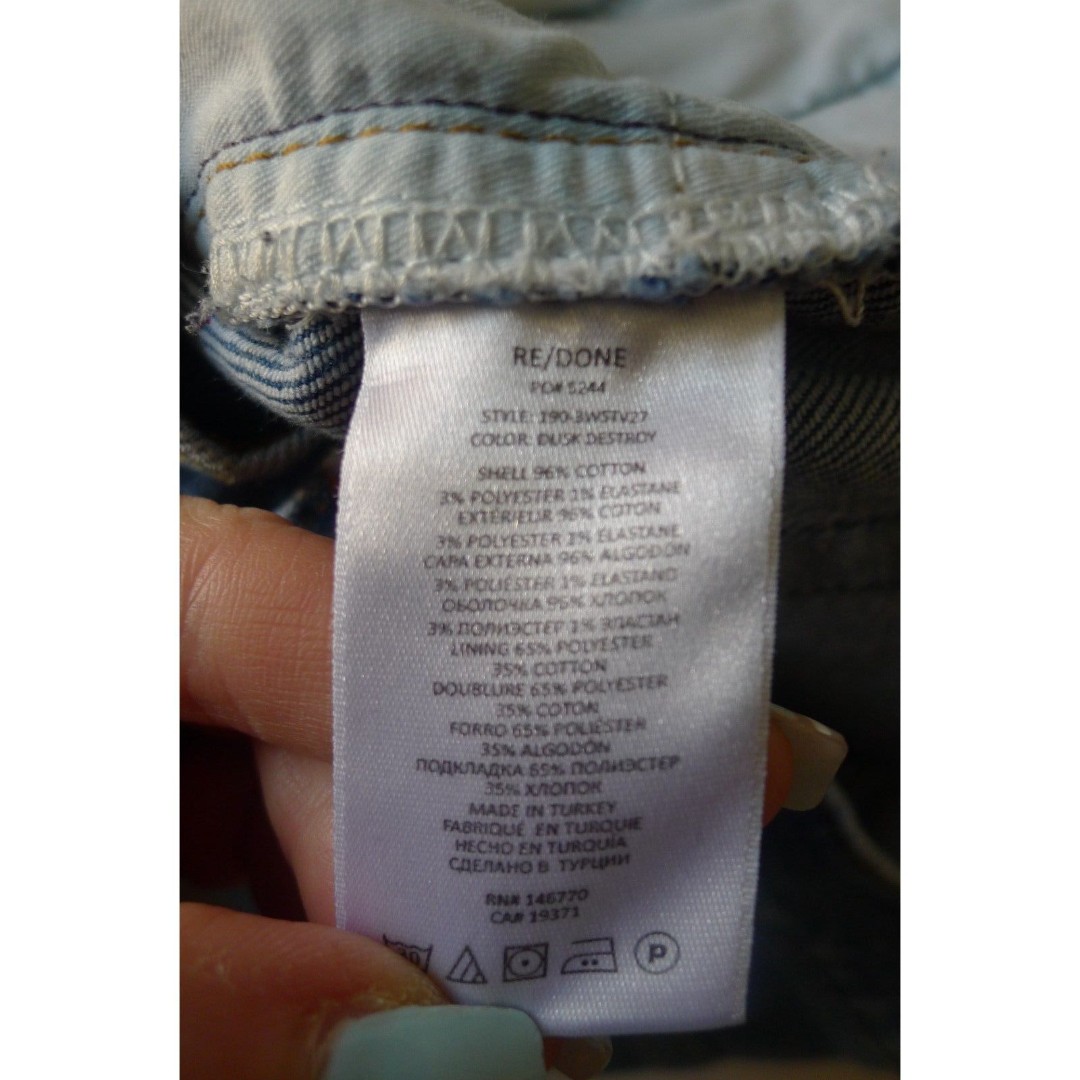 RE/DONE
PO# 5244
STYLE: 190-3WSTV27
COLOR: DUSK DESTROY
SHELL 96% COTTON
3% POLYESTER 1% ELASTANE
EXTÉRIEUR 96% COTON
3% POLYESTER 1% ELASTANE
CAPA EXTERNA 96% ALGODÓN
3% POLIÉSTER 1% ELASTANO
ОБОЛОЧКА 96% ХЛОПОК
3% ПОЛИЭСТЕР 1% ЭЛАСТАН
LINING 65% POLYESTER
35% COTTON
DOUBLURE 65% POLYESTER
35% COTON
FORRO 65% POLIÉSTER
35% ALGODÓN
ПОДКЛАДКА 65% ПОЛИЭСТЕР
35% ХЛОПОК
MADE IN TURKEY
FABRIQUÉ EN TURQUIE
HECHO EN TURQUÍA
СДЕЛАНО В ТУРЦИИ
RN# 146770
CA# 19371
P